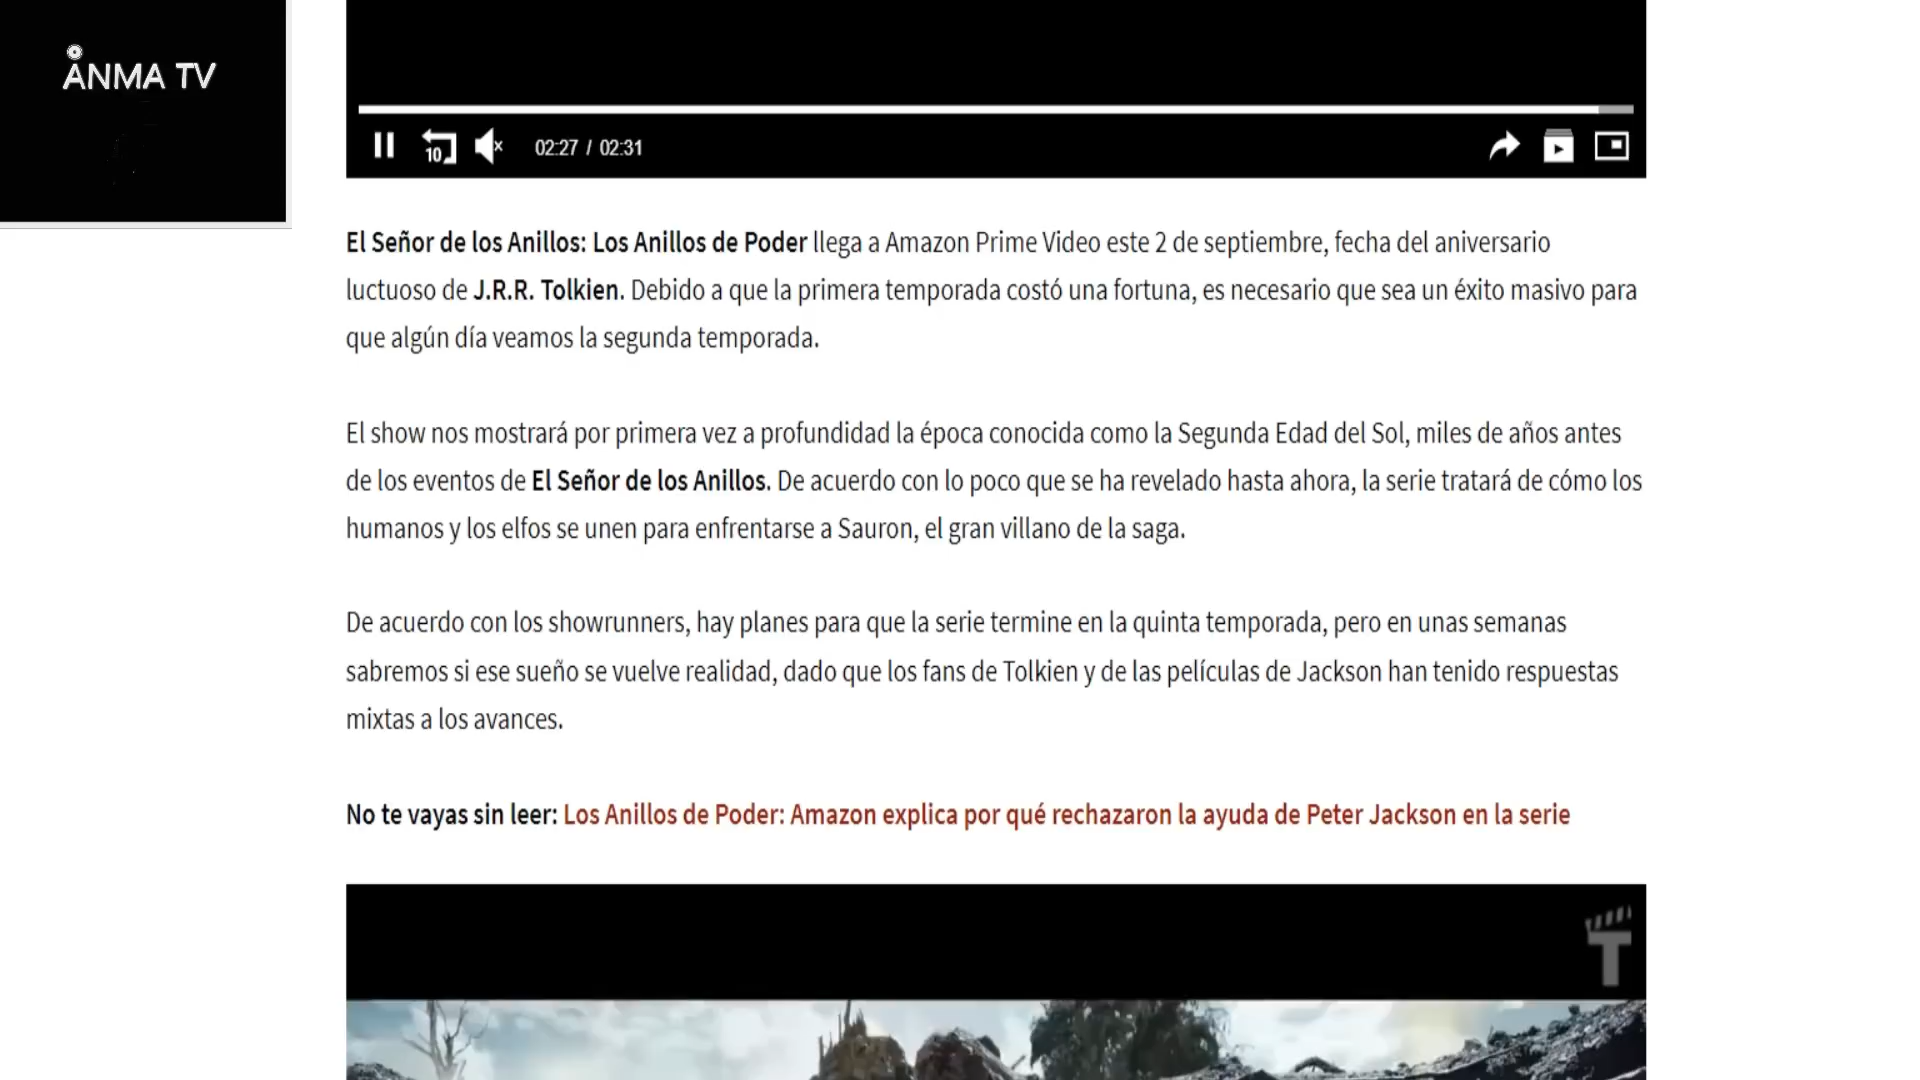 ANMA TV
10
02:27 / 02:31
El Señor de los Anillos: Los Anillos de Poder llega a Amazon Prime Video este 2 de septiembre, fecha del aniversario
luctuoso de J.R.R. Tolkien. Debido a que la primera temporada costó una fortuna, es necesario que sea un éxito masivo para
que algún día veamos la segunda temporada.
El show nos mostrará por primera vez a profundidad la época conocida como la Segunda Edad del Sol, miles de años antes
de los eventos de El Señor de los Anillos. De acuerdo con lo poco que se ha revelado hasta ahora, la serie tratará de cómo los
humanos y los elfos se unen para enfrentarse a Sauron, el gran villano de la saga.
De acuerdo con los showrunners, hay planes para que la serie termine en la quinta temporada, pero en unas semanas
sabremos si ese sueño se vuelve realidad, dado que los fans de Tolkien y de las películas de Jackson han tenido respuestas
mixtas a los avances.
No te vayas sin leer: Los Anillos de Poder: Amazon explica por qué rechazaron la ayuda de Peter Jackson en la serie
T